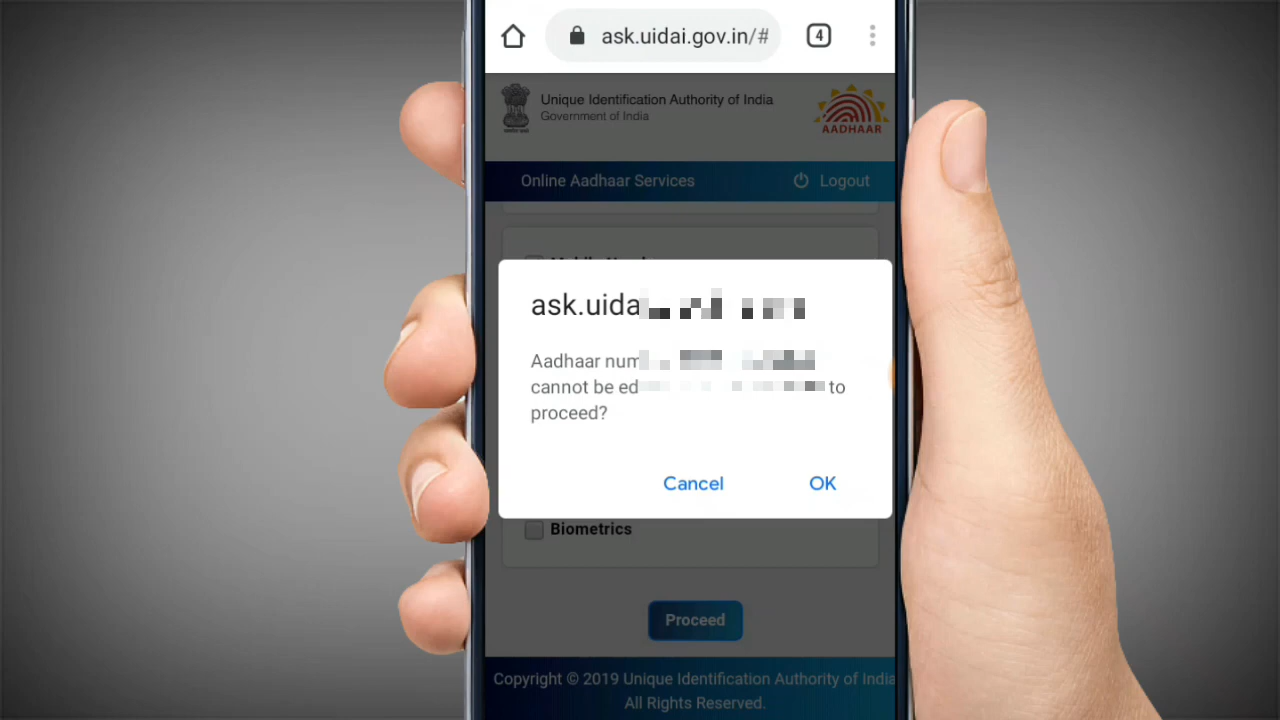 ask.uidai.gov.in/#
4
Unique Identification Authority of India
Government of India
AADHAAR
Online Aadhaar Services
Logout
ask.uida
Aadhaar num
cannot be ed to
proceed?
Cancel
OK
Biometrics
Proceed
Copyright © 2019 Unique Identification Authority of India
All Rights Reserved.